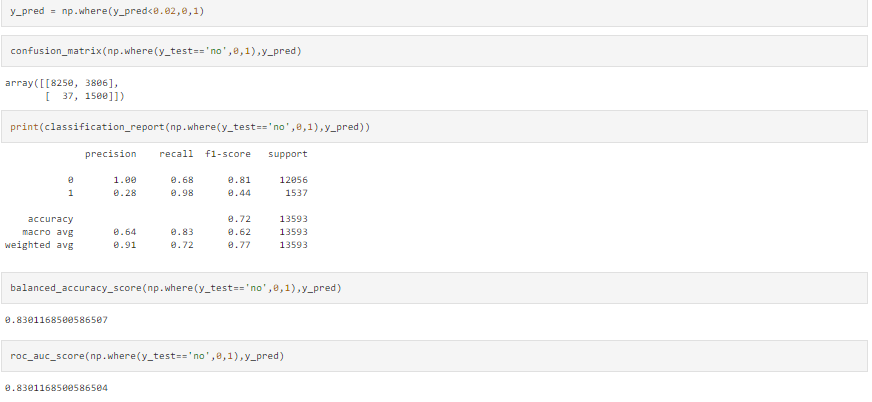 y_pred = np.where(y_pred<0.02,0,1)
confusion_matrix(np.where(y_test=='no',0,1),y_pred)
array([[8250, 3806],
[ 37, 1500]])
print(classification_report(np.where(y_test=='no',0,1),y_pred))
precision recall f1-score support
0 1.00 0.68 0.81 12056
1 0.28 0.98 0.44 1537
accuracy 0.72 13593
macro avg 0.64 0.83 0.62 13593
weighted avg 0.91 0.72 0.77 13593
balanced_accuracy_score(np.where(y_test=='no',0,1),y_pred)
0.8301168500586507
roc_auc_score(np.where(y_test=='no',0,1),y_pred)
0.8301168500586504